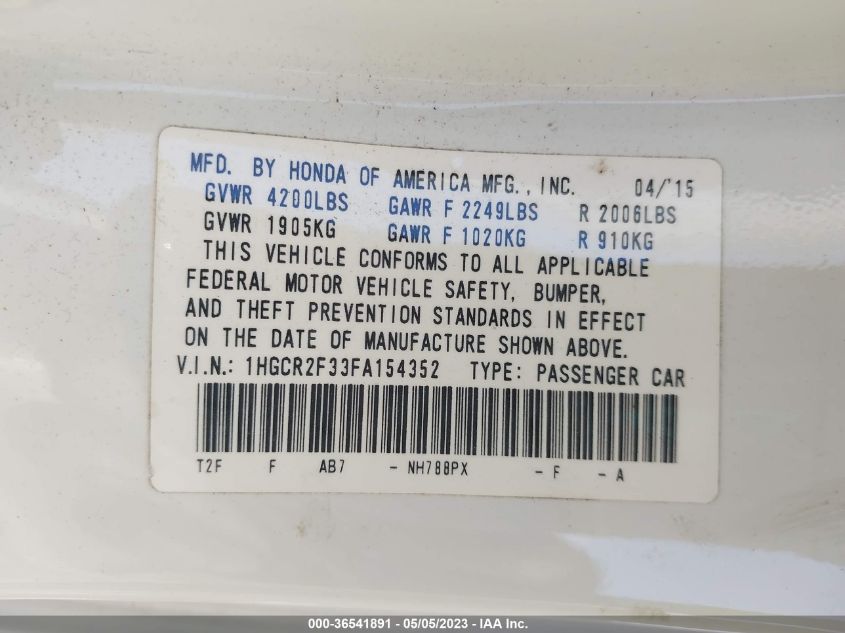 MFD. BY HONDA OF AMERICA MFG., INC. 04/'15
GVWR 4200LBS GAWR F 2249LBS R 2006LBS
GVWR 1905KG GAWR F 1020KG R 910KG
THIS VEHICLE CONFORMS TO ALL APPLICABLE
FEDERAL MOTOR VEHICLE SAFETY, BUMPER,
AND THEFT PREVENTION STANDARDS IN EFFECT
ON THE DATE OF MANUFACTURE SHOWN ABOVE.
V.I.N.: 1HGCR2F33FA154352 TYPE: PASSENGER CAR
T2F F AB7 - NH788PX - F - A
000-36541891 - 05/05/2023 - IAA Inc.